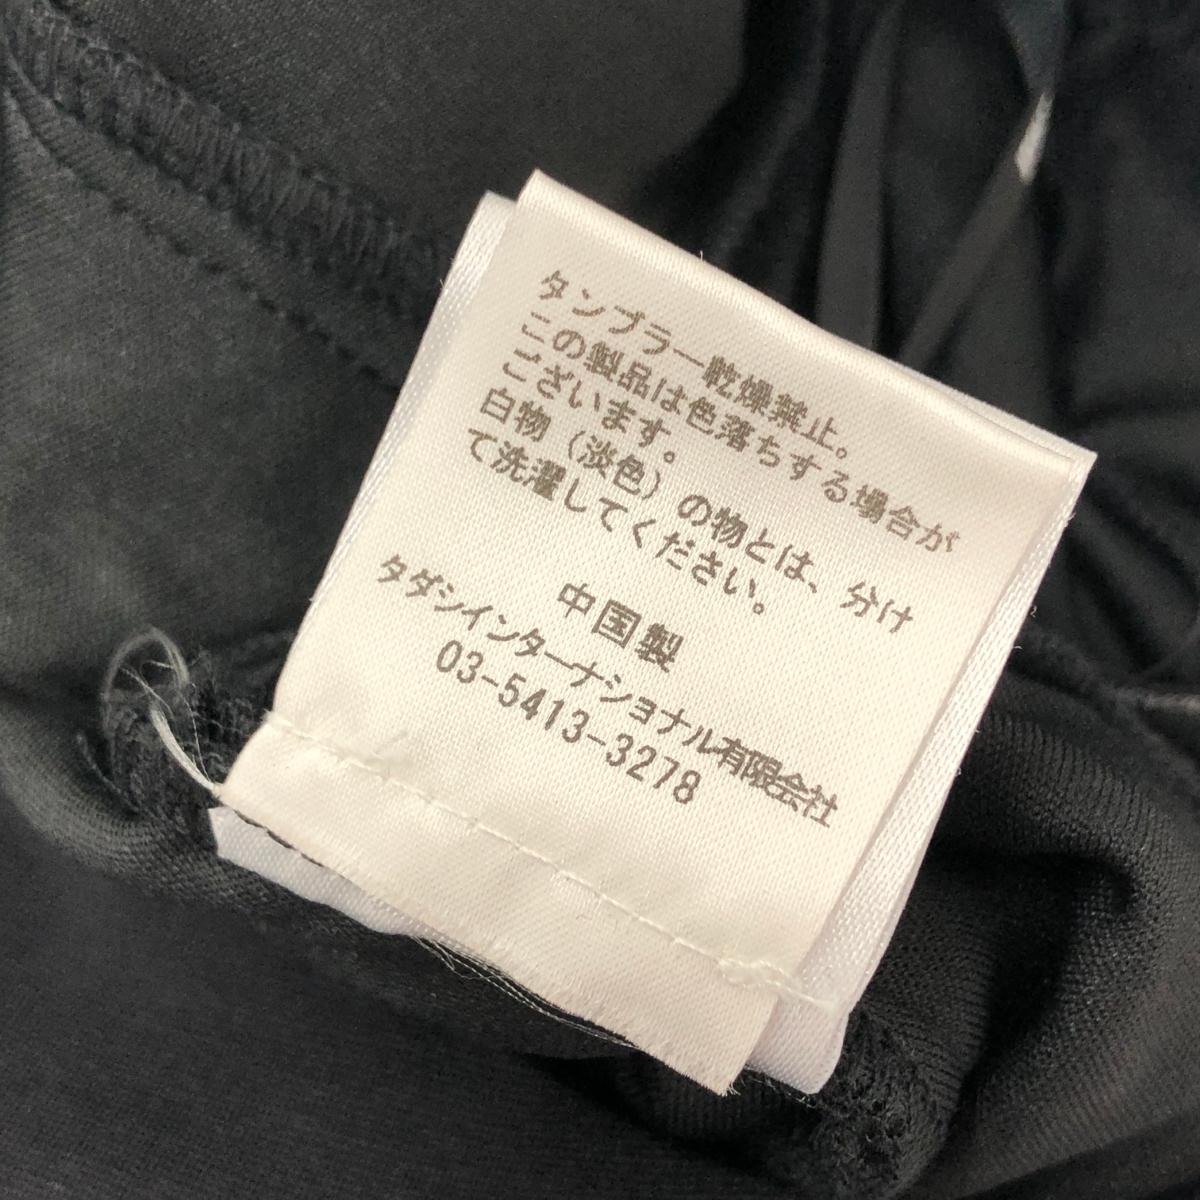 タンブラー乾燥禁止。
この製品は色落ちする場合が
ございます。
白物（淡色）の物とは、分け
て洗濯してください。
中国製
タダシインターナショナル有限会社
03-5413-3278